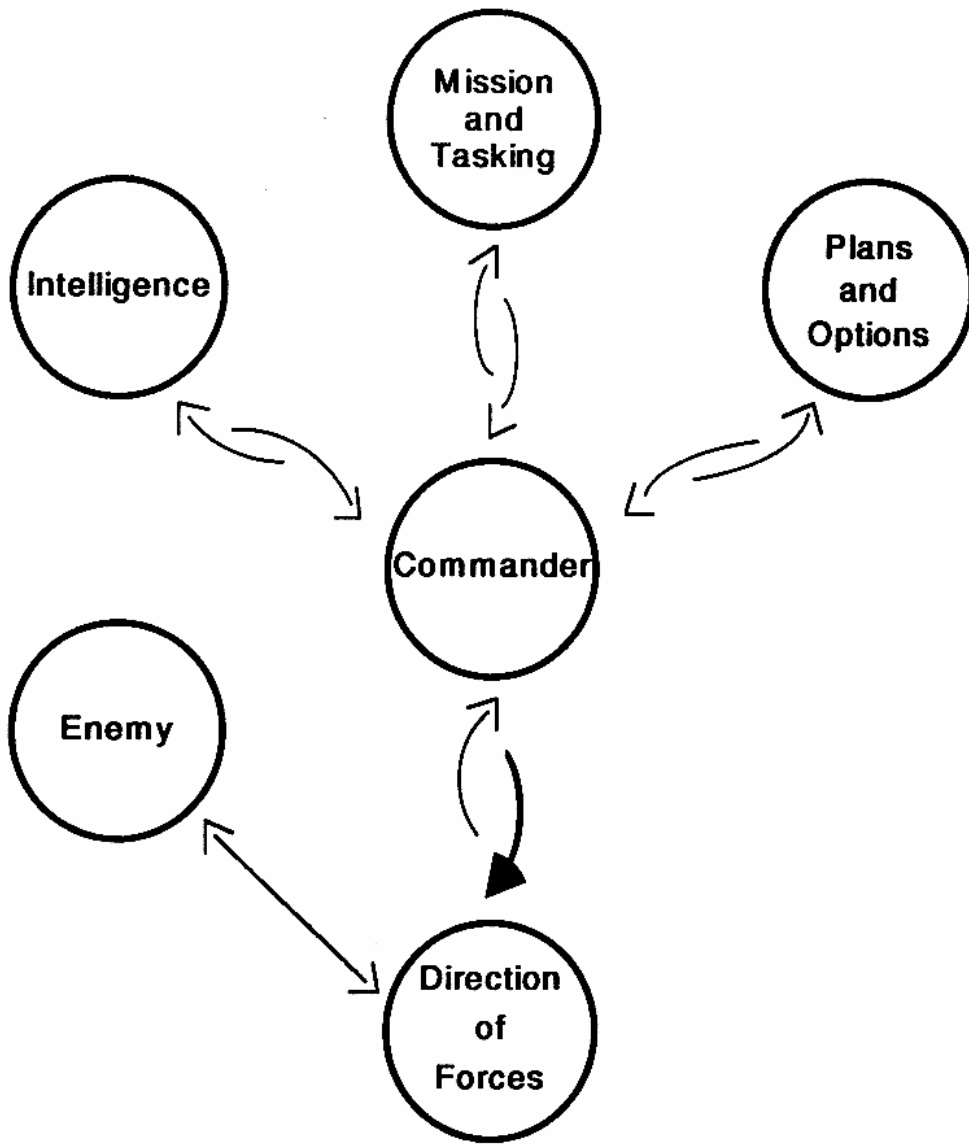 Mission
and
Tasking
Intelligence
Plans
and
Options
Commander
Enemy
Direction
of
Forces